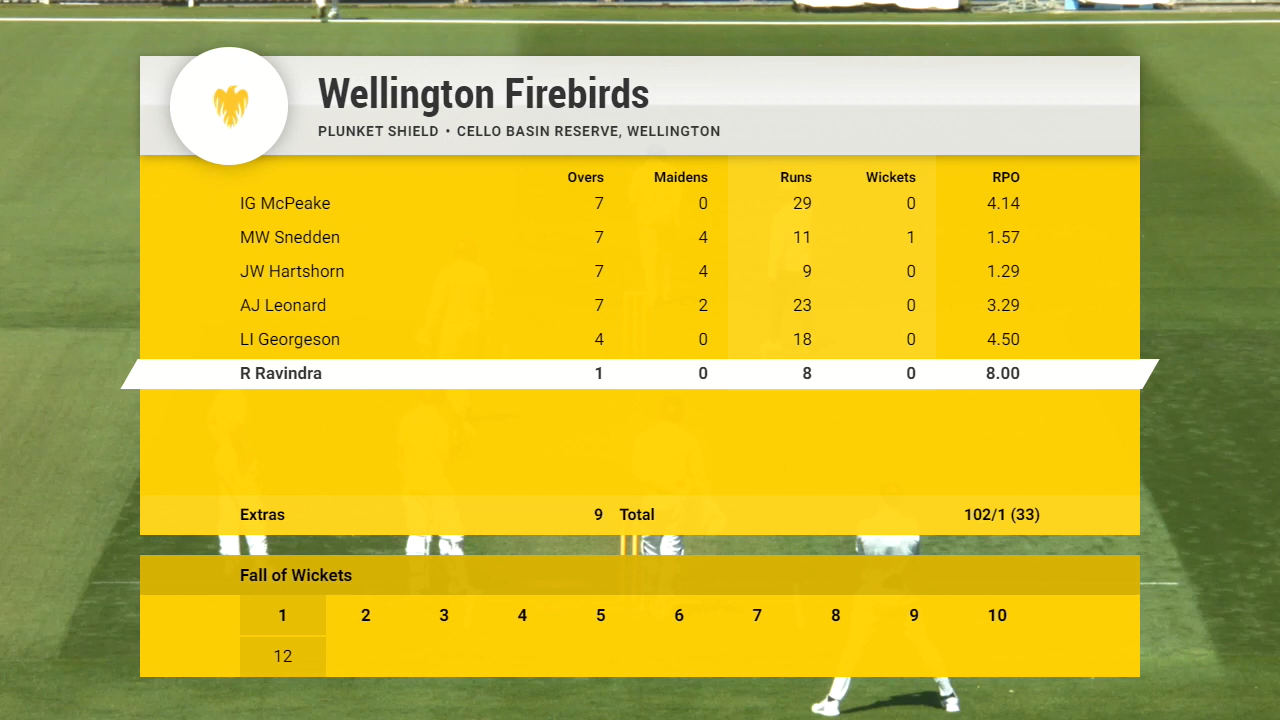 Wellington Firebirds
PLUNKET SHIELD • CELLO BASIN RESERVE, WELLINGTON
Overs Maidens Runs Wickets RPO
IG McPeake 7 0 29 0 4.14
MW Snedden 7 4 11 1 1.57
JW Hartshorn 7 4 9 0 1.29
AJ Leonard 7 2 23 0 3.29
LI Georgeson 4 0 18 0 4.50
R Ravindra 1 0 8 0 8.00
Extras 9 Total 102/1 (33)
Fall of Wickets
1 2 3 4 5 6 7 8 9 10
12